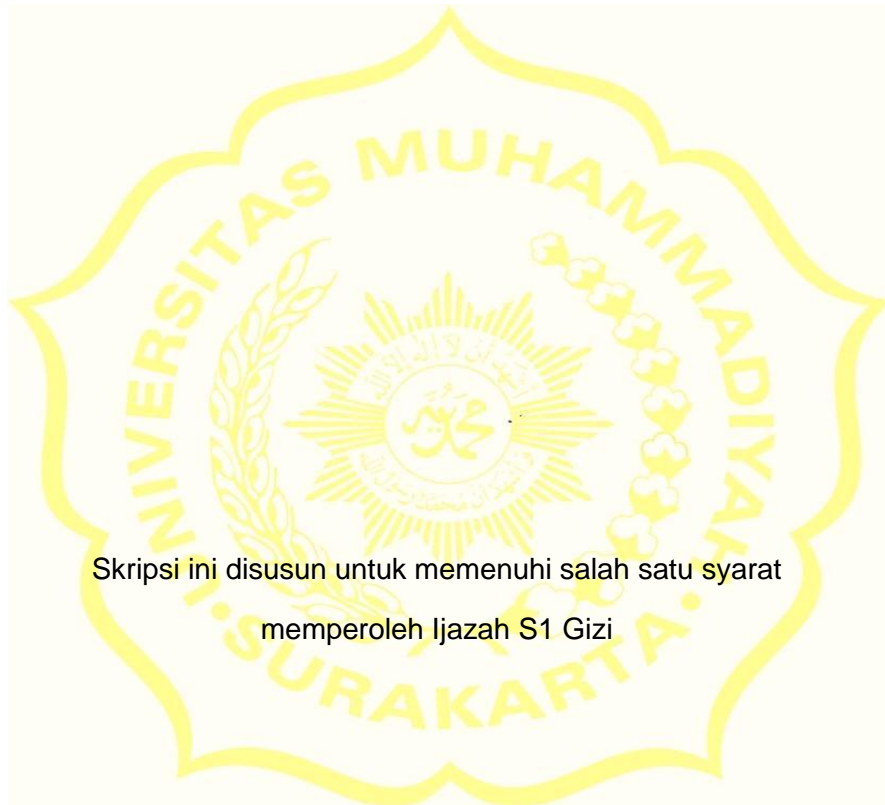 UNIVERSITAS MUHAMMADIYAH
Skripsi ini disusun untuk memenuhi salah satu syarat
memperoleh Ijazah S1 Gizi
SURAKARTA